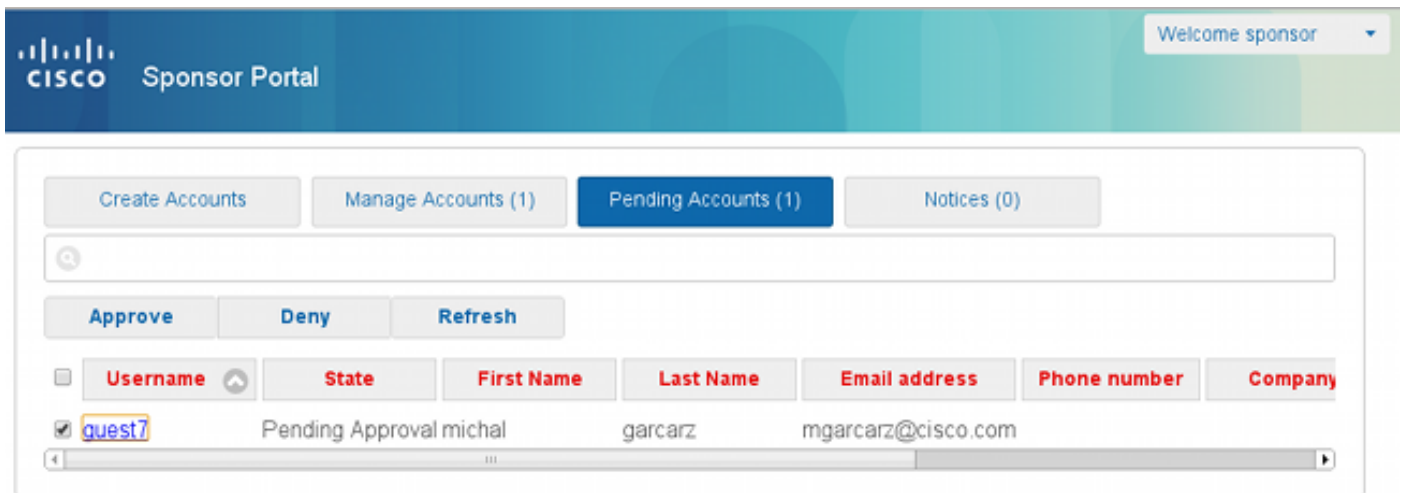 Welcome sponsor
CISCO Sponsor Portal
Create Accounts Manage Accounts (1) Pending Accounts (1) Notices (0)
Approve Deny Refresh
Username State First Name Last Name Email address Phone number Company
guest7 Pending Approval michal garcarz mgarcarz@cisco.com